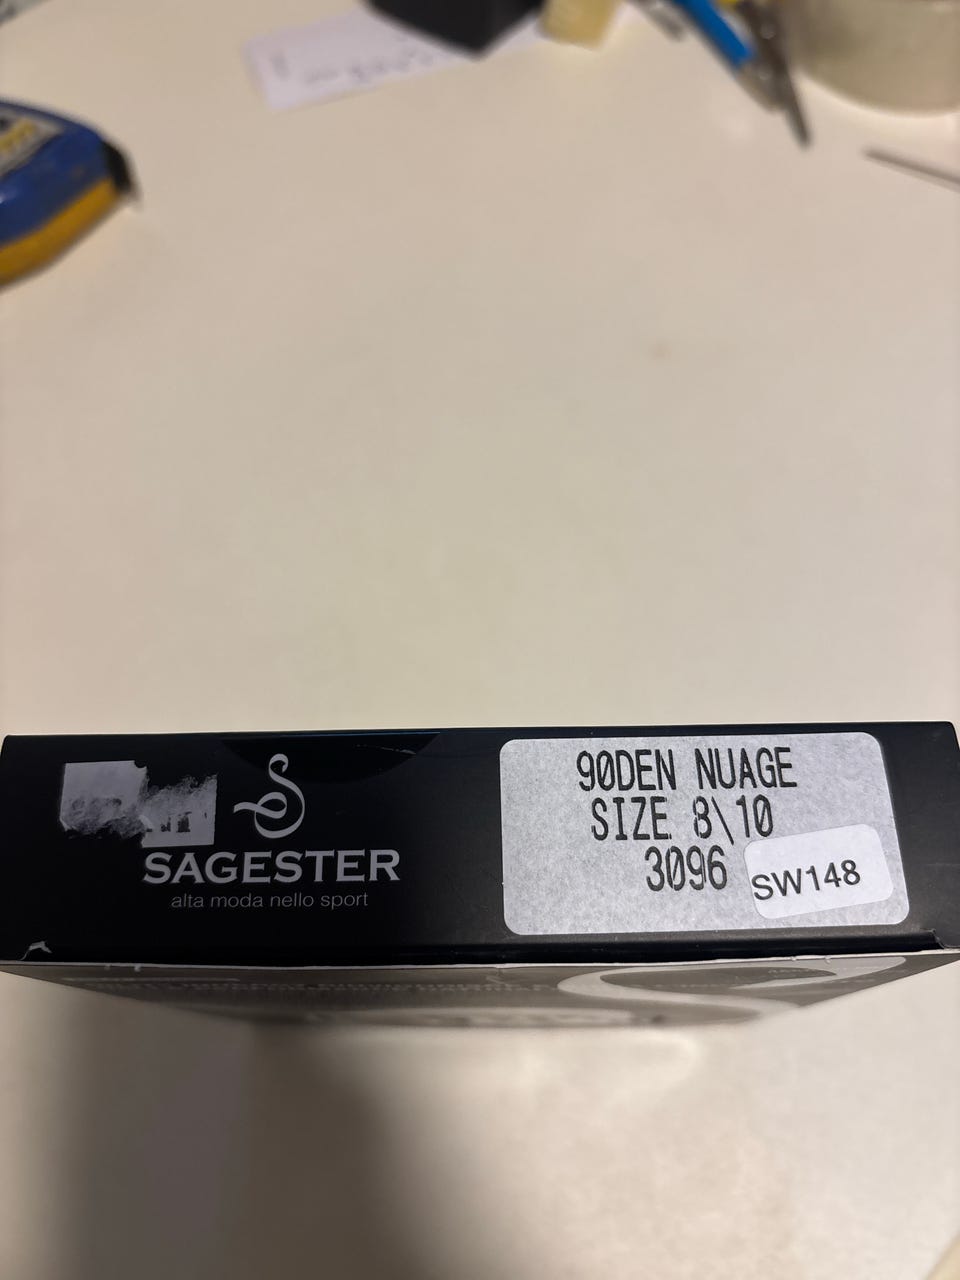 SAGESTER
alta moda nello sport
90DEN NUAGE
SIZE 8\10
3096
SW148